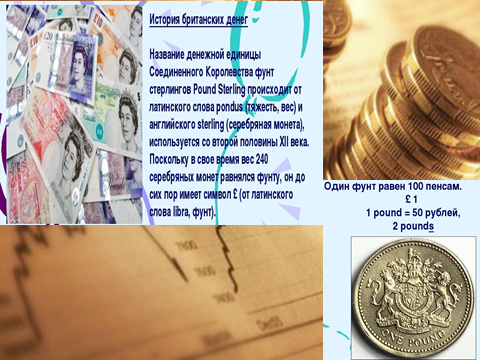 История британских денег
Название денежной единицы
Соединенного Королевства фунт
стерлингов Pound Sterling происходит от
латинского слова pondus (тяжесть, вес) и
английского sterling (серебряная монета),
используется со второй половины XII века.
Поскольку в свое время вес 240
серебряных монет равнялся фунту, он до
сих пор имеет символ £ (от латинского
слова libra, фунт).
Один фунт равен 100 пенсам.
£ 1
1 pound = 50 рублей,
2 pounds
ONE POUND